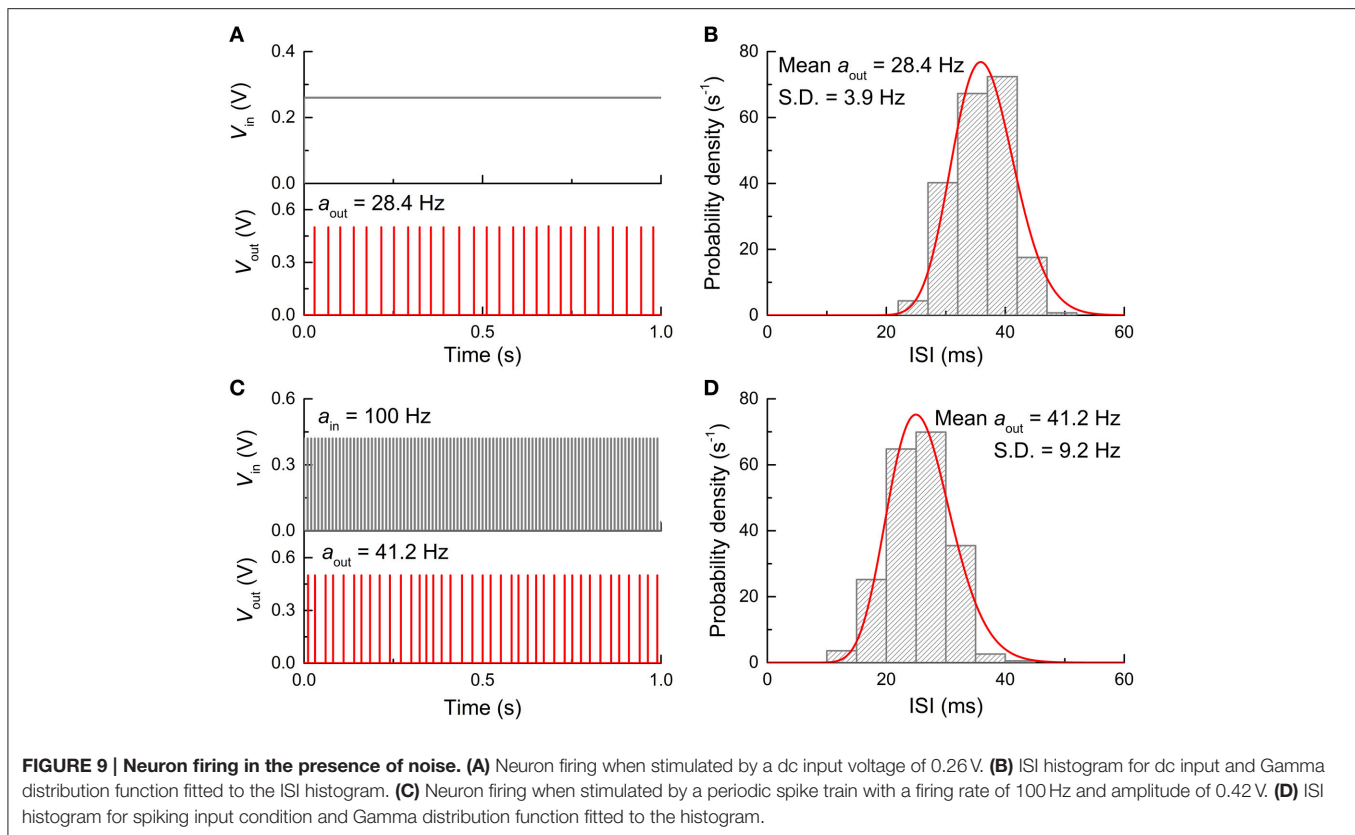 A
0.4
0.2
0.0
V_in (V)
a_out = 28.4 Hz
0.6
0.3
0.0
V_out (V)
0.0 0.5 1.0
Time (s)
B
80
60
40
20
0
Probability density (s⁻¹)
Mean a_out = 28.4 Hz
S.D. = 3.9 Hz
0 20 40 60
ISI (ms)
C
0.6
0.3
0.0
V_in (V)
a_in = 100 Hz
0.6
0.3
0.0
V_out (V)
a_out = 41.2 Hz
0.0 0.5 1.0
Time (s)
D
80
60
40
20
0
Probability density (s⁻¹)
Mean a_out = 41.2 Hz
S.D. = 9.2 Hz
0 20 40 60
ISI (ms)
FIGURE 9 | Neuron firing in the presence of noise. (A) Neuron firing when stimulated by a dc input voltage of 0.26 V. (B) ISI histogram for dc input and Gamma
distribution function fitted to the ISI histogram. (C) Neuron firing when stimulated by a periodic spike train with a firing rate of 100 Hz and amplitude of 0.42 V. (D) ISI
histogram for spiking input condition and Gamma distribution function fitted to the histogram.